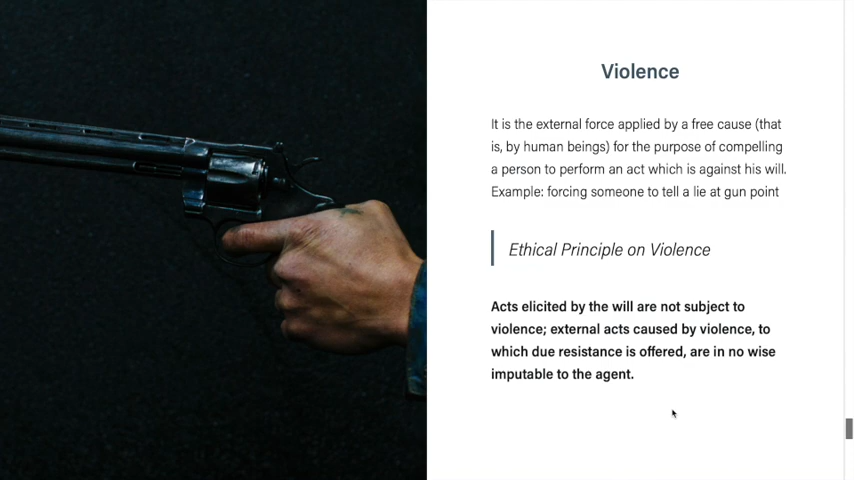 Violence
It is the external force applied by a free cause (that
is, by human beings) for the purpose of compelling
a person to perform an act which is against his will.
Example: forcing someone to tell a lie at gun point
Ethical Principle on Violence
Acts elicited by the will are not subject to
violence; external acts caused by violence, to
which due resistance is offered, are in no wise
imputable to the agent.